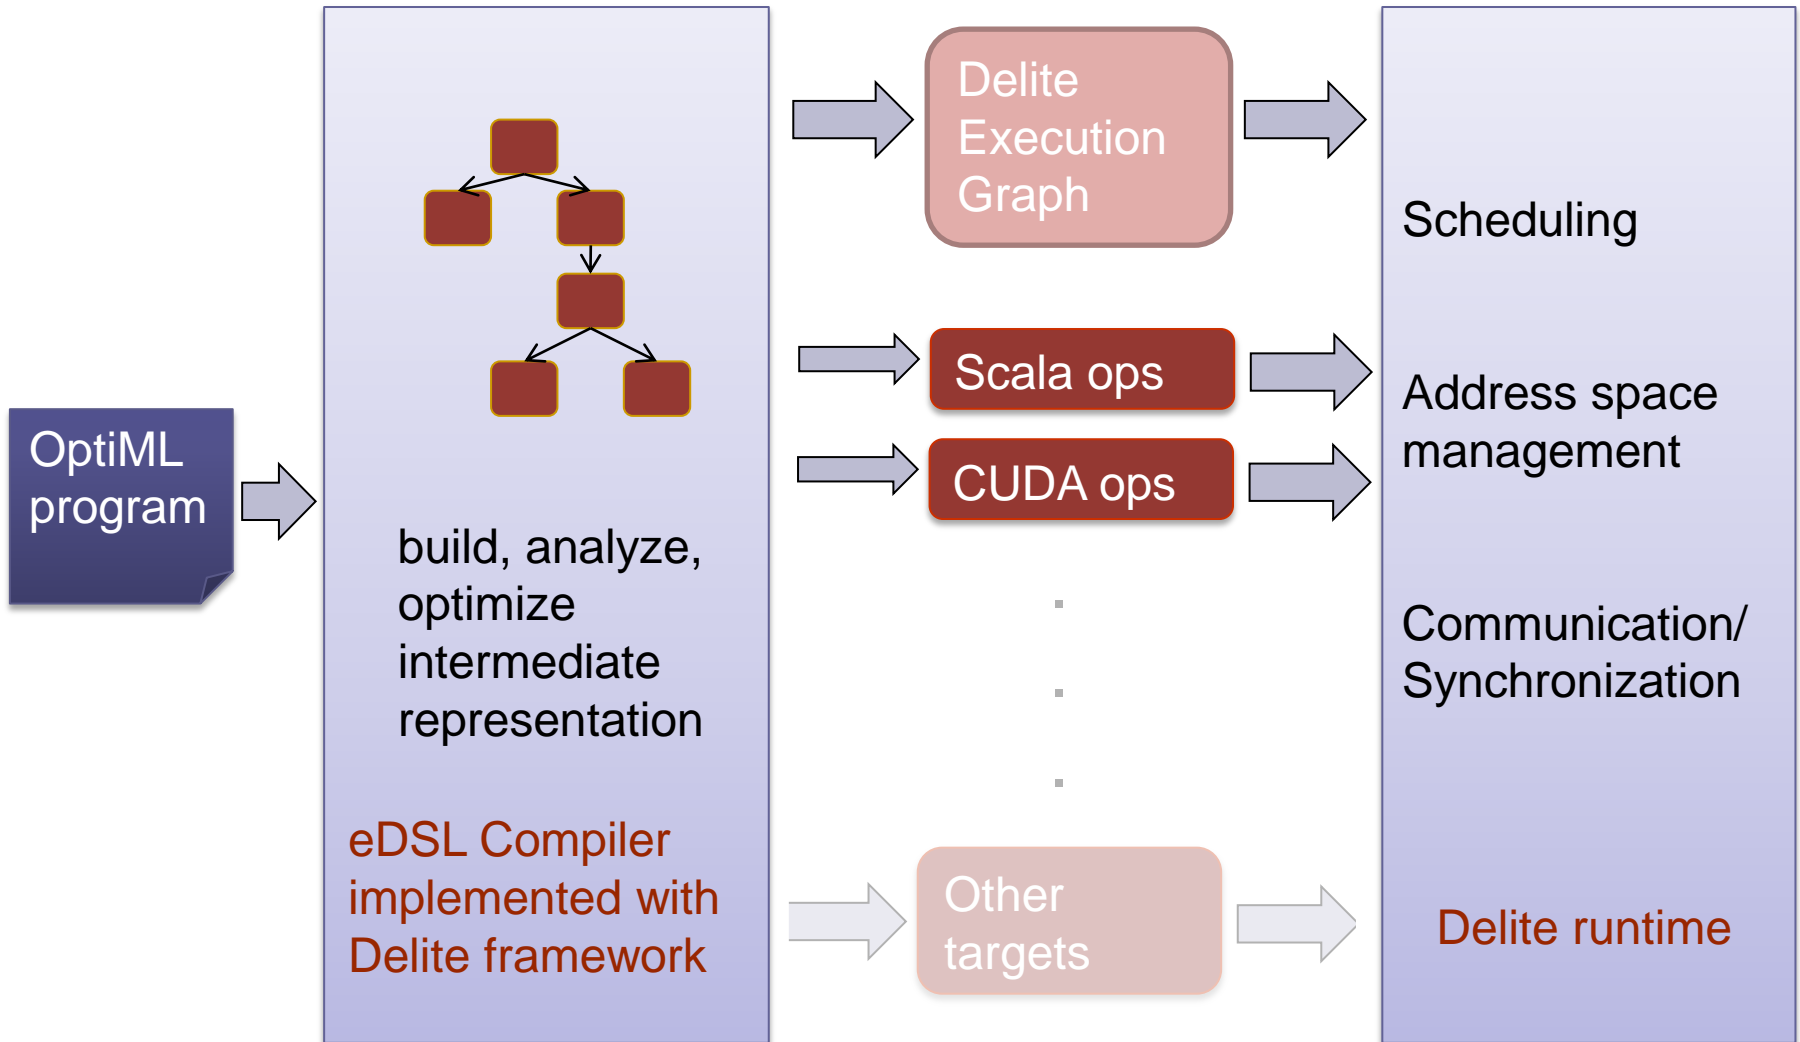 OptiML
program
build, analyze,
optimize
intermediate
representation
eDSL Compiler
implemented with
Delite framework
Delite
Execution
Graph
Scala ops
CUDA ops
.
.
.
Other
targets
Scheduling
Address space
management
Communication/
Synchronization
Delite runtime